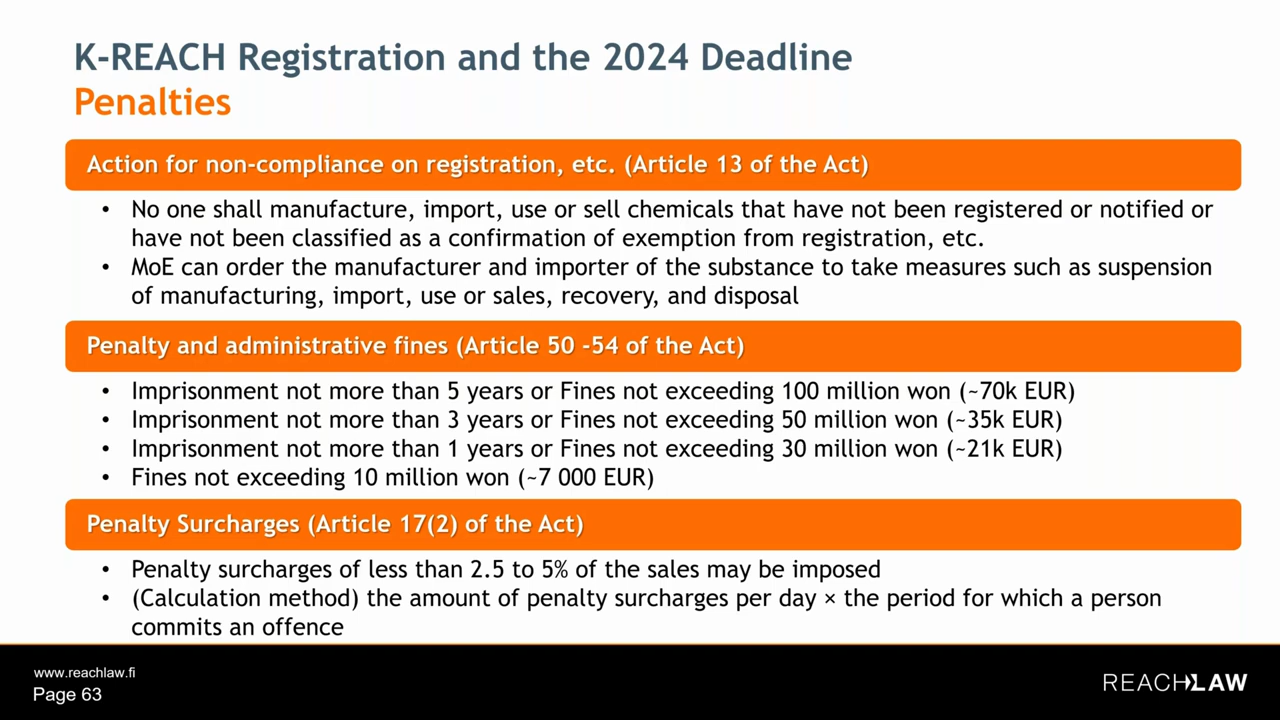 K-REACH Registration and the 2024 Deadline
Penalties
Action for non-compliance on registration, etc. (Article 13 of the Act)
• No one shall manufacture, import, use or sell chemicals that have not been registered or notified or
have not been classified as a confirmation of exemption from registration, etc.
• MoE can order the manufacturer and importer of the substance to take measures such as suspension
of manufacturing, import, use or sales, recovery, and disposal
Penalty and administrative fines (Article 50 -54 of the Act)
• Imprisonment not more than 5 years or Fines not exceeding 100 million won (~70k EUR)
• Imprisonment not more than 3 years or Fines not exceeding 50 million won (~35k EUR)
• Imprisonment not more than 1 years or Fines not exceeding 30 million won (~21k EUR)
• Fines not exceeding 10 million won (~7 000 EUR)
Penalty Surcharges (Article 17(2) of the Act)
• Penalty surcharges of less than 2.5 to 5% of the sales may be imposed
• (Calculation method) the amount of penalty surcharges per day × the period for which a person
commits an offence
www.reachlaw.fi
Page 63
REACHLAW